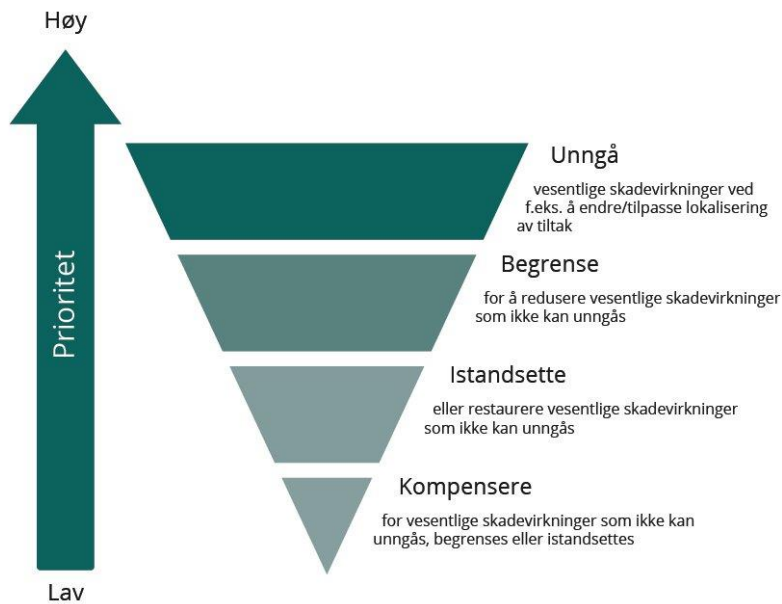 Høy
Prioritet
Unngå
vesentlige skadevirkninger ved
f.eks. å endre/tilpasse lokalisering
av tiltak
Begrense
for å redusere vesentlige skadevirkninger
som ikke kan unngås
Istandsette
eller restaurere vesentlige skadevirkninger
som ikke kan unngås
Kompensere
for vesentlige skadevirkninger som ikke kan
unngås, begrenses eller istandsettes
Lav